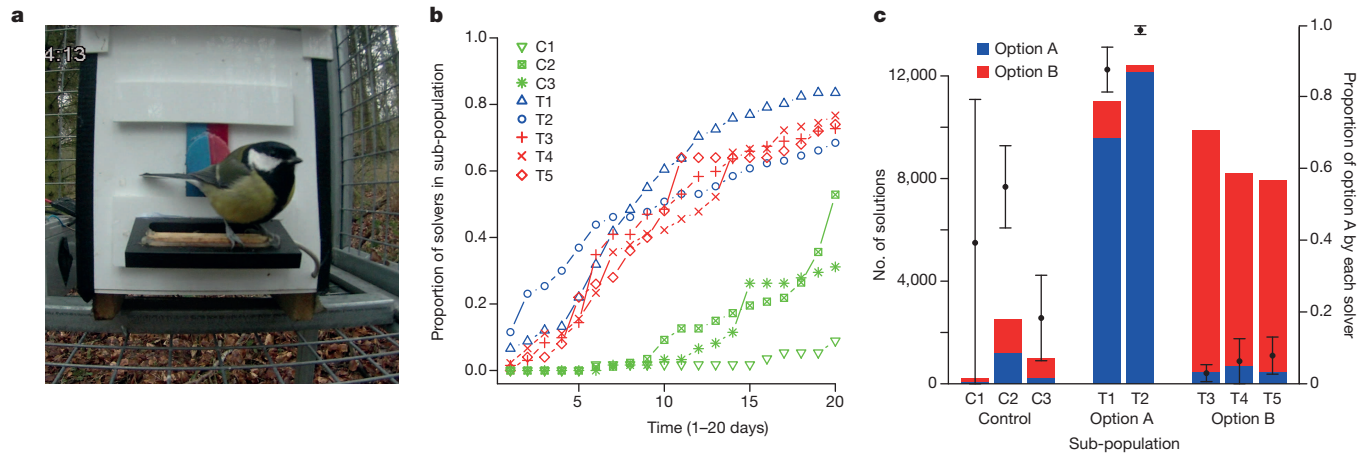 a
4:13
b
Proportion of solvers in sub-population
1.0
0.8
0.6
0.4
0.2
0.0
C1
C2
C3
T1
T2
T3
T4
T5
5
10
15
20
Time (1–20 days)
c
No. of solutions
12,000
8,000
4,000
0
Option A
Option B
1.0
0.8
0.6
0.4
0.2
0
Proportion of option A by each solver
C1 C2 C3 T1 T2 T3 T4 T5
Control Option A Option B
Sub-population